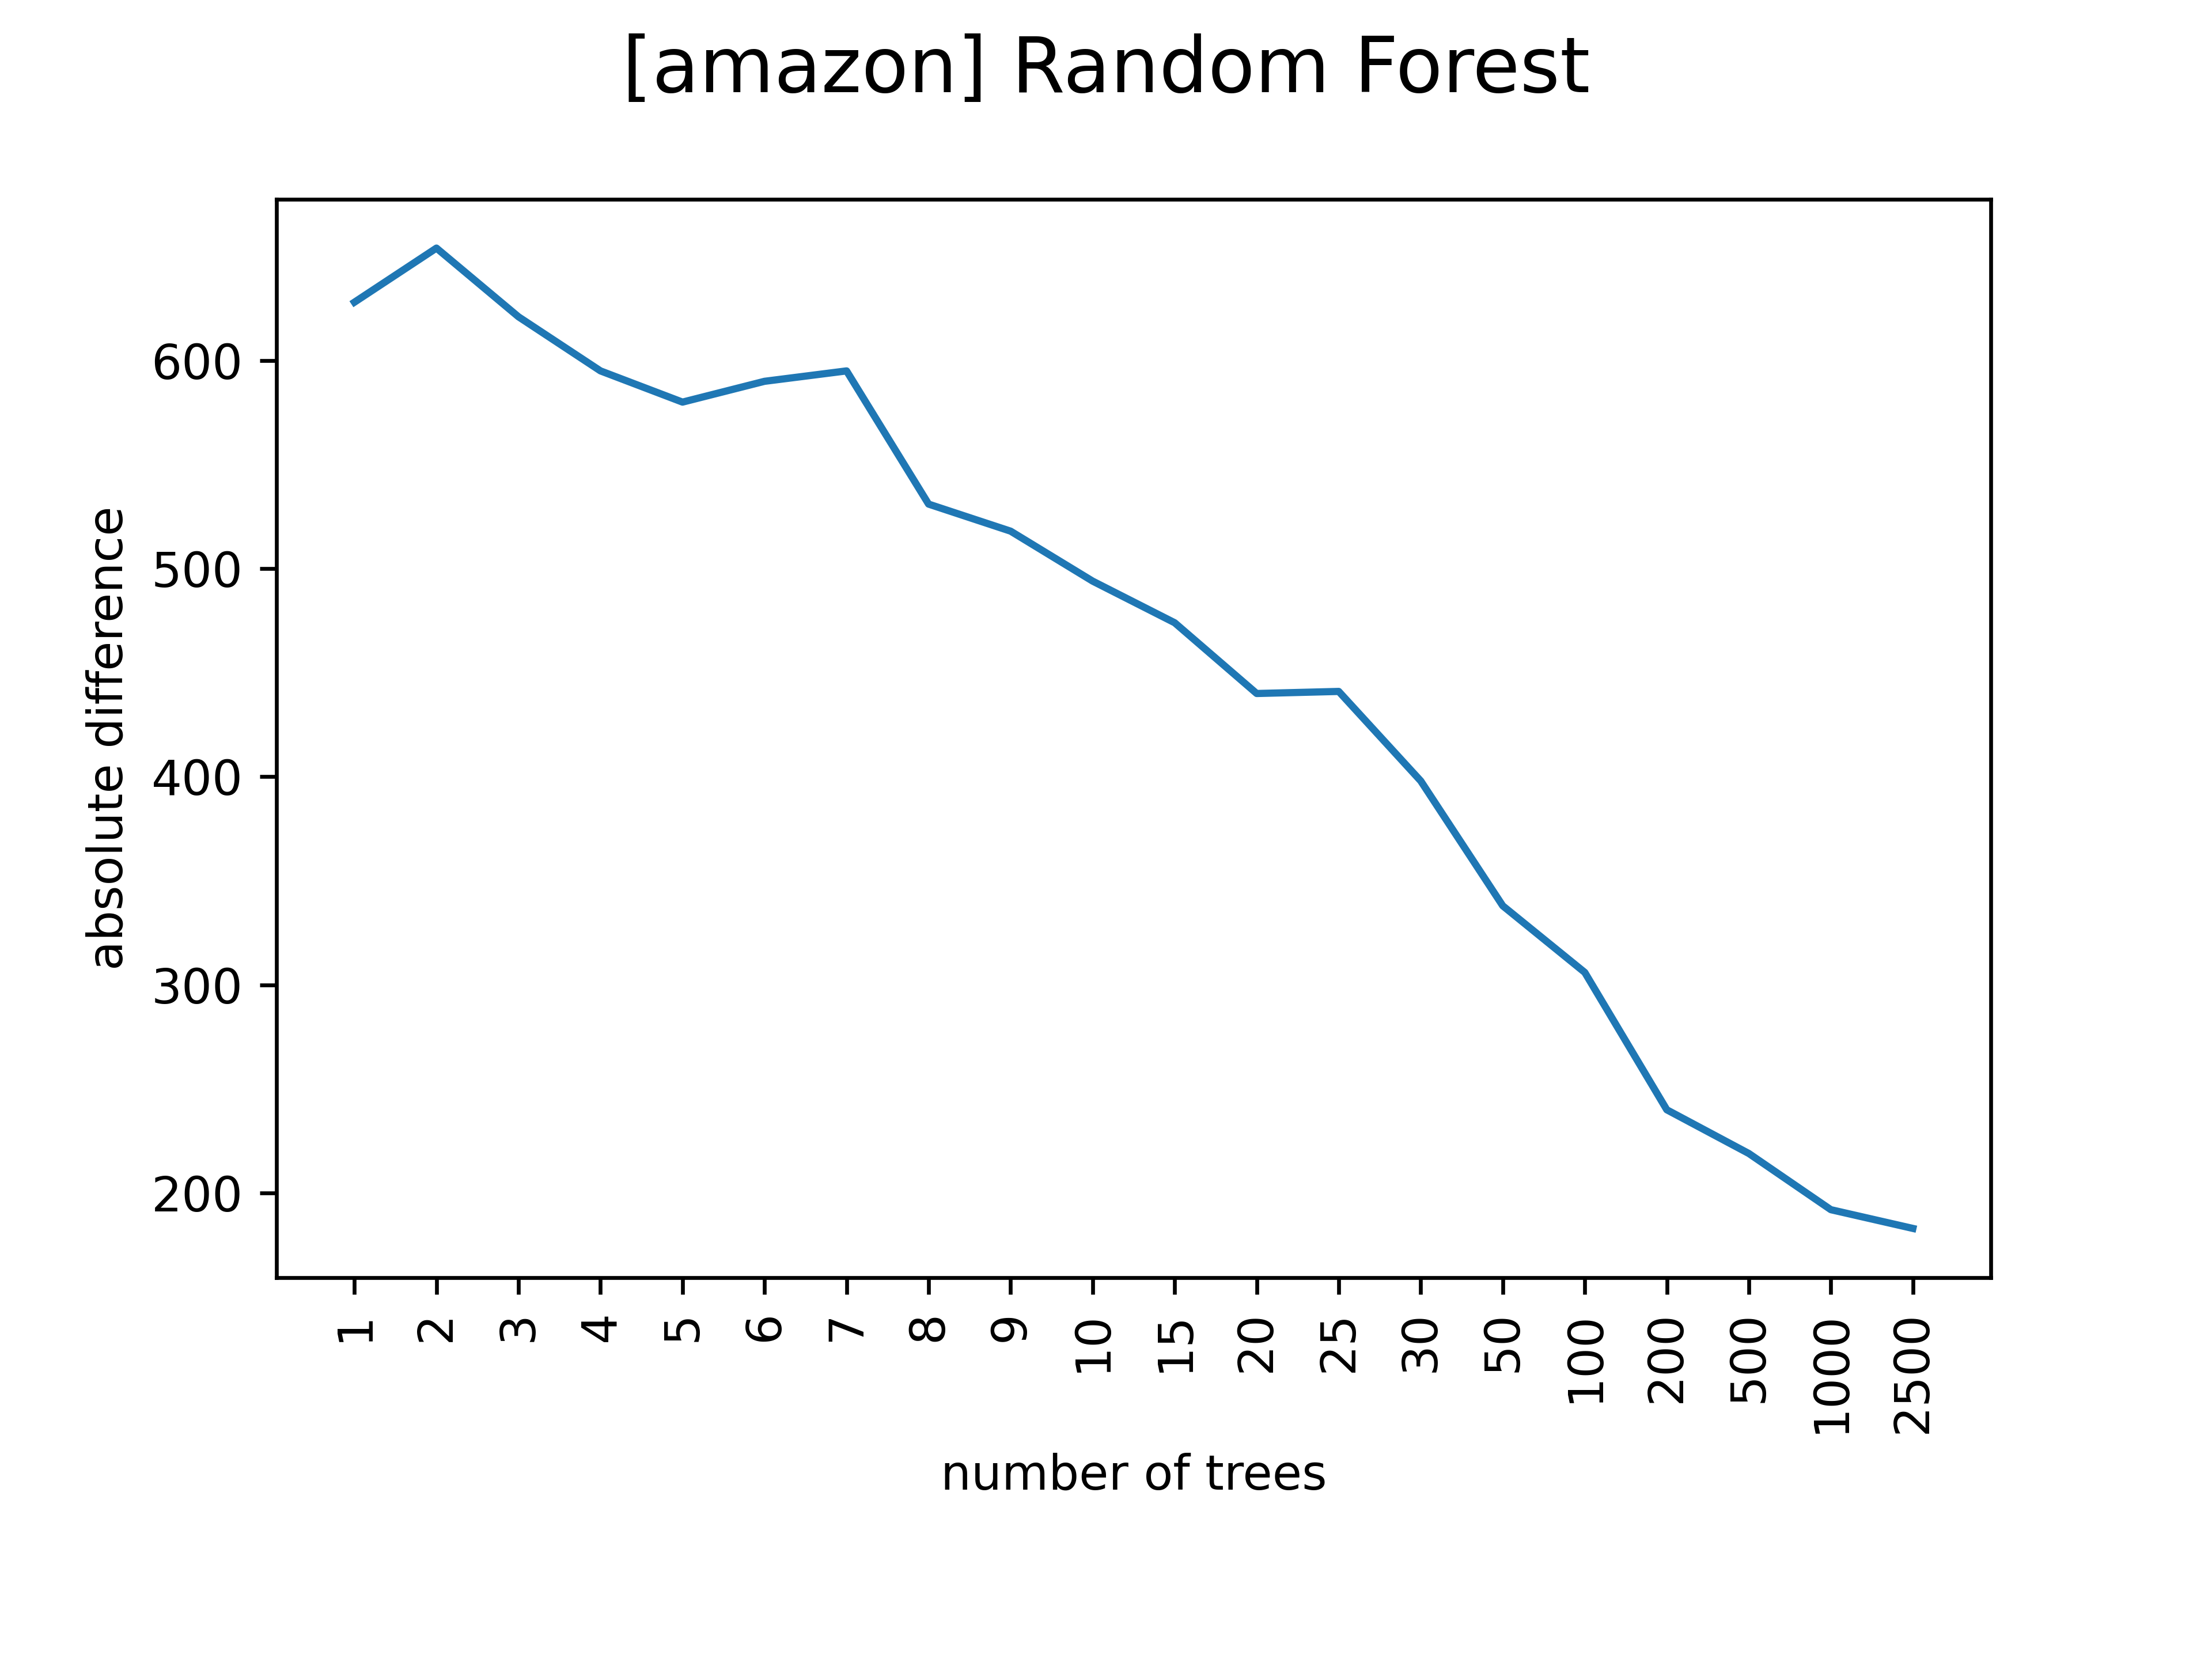 [amazon] Random Forest
absolute difference
600
500
400
300
200
1 2 3 4 5 6 7 8 9 10 15 20 25 30 50 100 200 500 1000 2500
number of trees